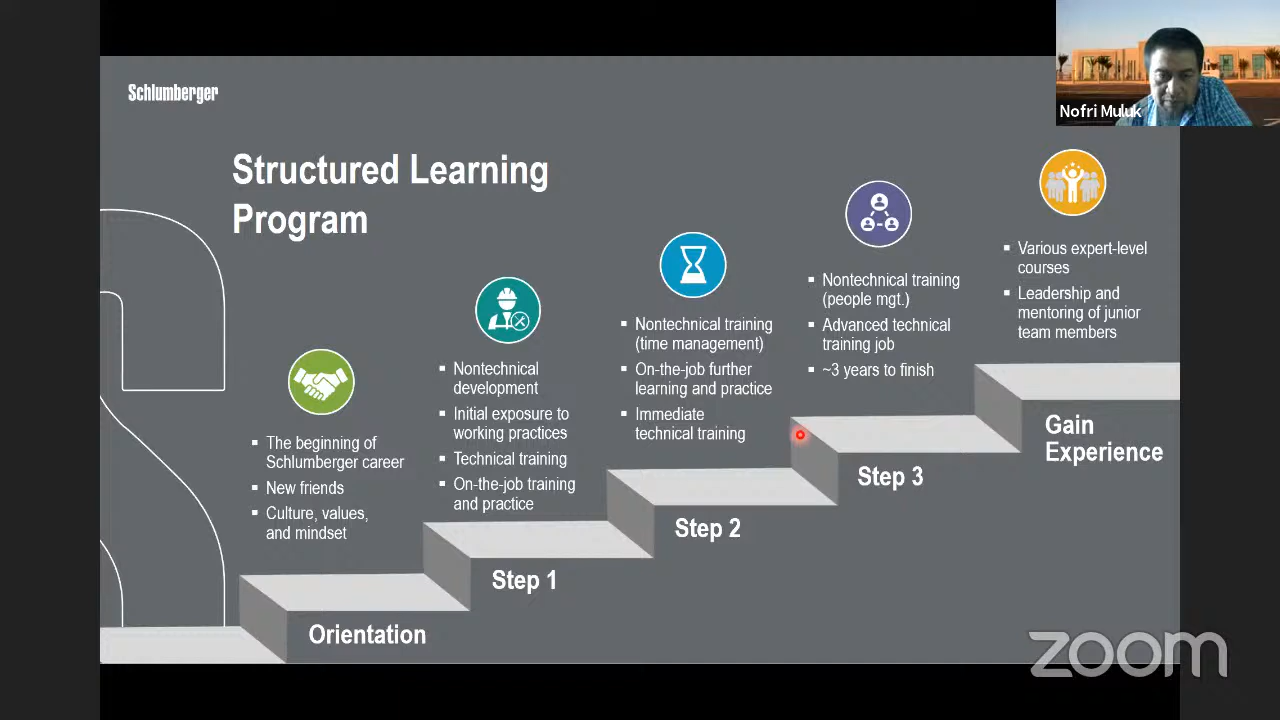 Schlumberger
Nofri Muluk
Structured Learning
Program
The beginning of
Schlumberger career
New friends
Culture, values,
and mindset
Orientation
Nontechnical
development
Initial exposure to
working practices
Technical training
On-the-job training
and practice
Step 1
Nontechnical training
(time management)
On-the-job further
learning and practice
Immediate
technical training
Step 2
Nontechnical training
(people mgt.)
Advanced technical
training job
~3 years to finish
Step 3
Various expert-level
courses
Leadership and
mentoring of junior
team members
Gain
Experience
zoom